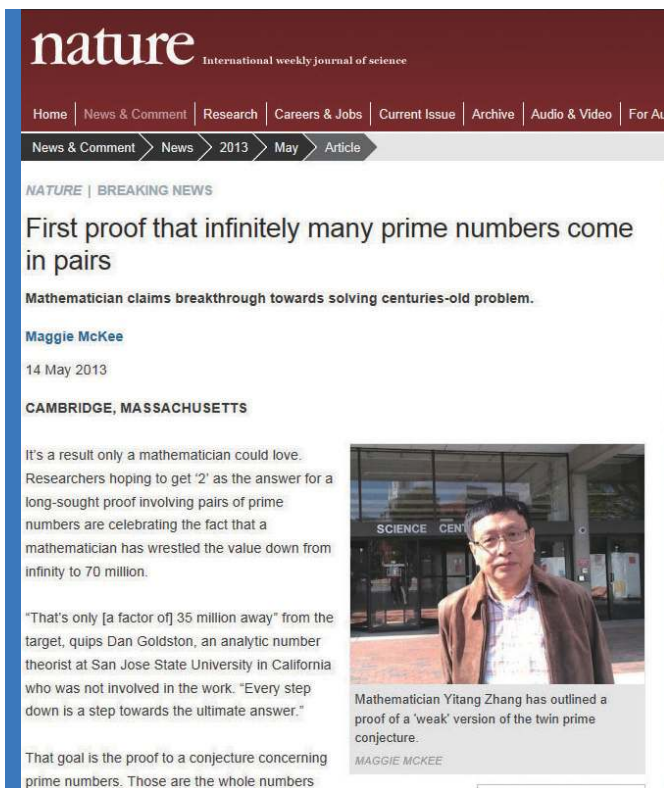 nature International weekly journal of science
Home News & Comment Research Careers & Jobs Current Issue Archive Audio & Video For Au
News & Comment News 2013 May Article
NATURE | BREAKING NEWS
First proof that infinitely many prime numbers come
in pairs
Mathematician claims breakthrough towards solving centuries-old problem.
Maggie McKee
14 May 2013
CAMBRIDGE, MASSACHUSETTS
It's a result only a mathematician could love.
Researchers hoping to get '2' as the answer for a
long-sought proof involving pairs of prime
numbers are celebrating the fact that a
mathematician has wrestled the value down from
infinity to 70 million.
"That's only [a factor of] 35 million away" from the
target, quips Dan Goldston, an analytic number
theorist at San Jose State University in California
who was not involved in the work. "Every step
down is a step towards the ultimate answer."
That goal is the proof to a conjecture concerning
prime numbers. Those are the whole numbers
SCIENCE CEN
Mathematician Yitang Zhang has outlined a
proof of a 'weak' version of the twin prime
conjecture.
MAGGIE MCKEE